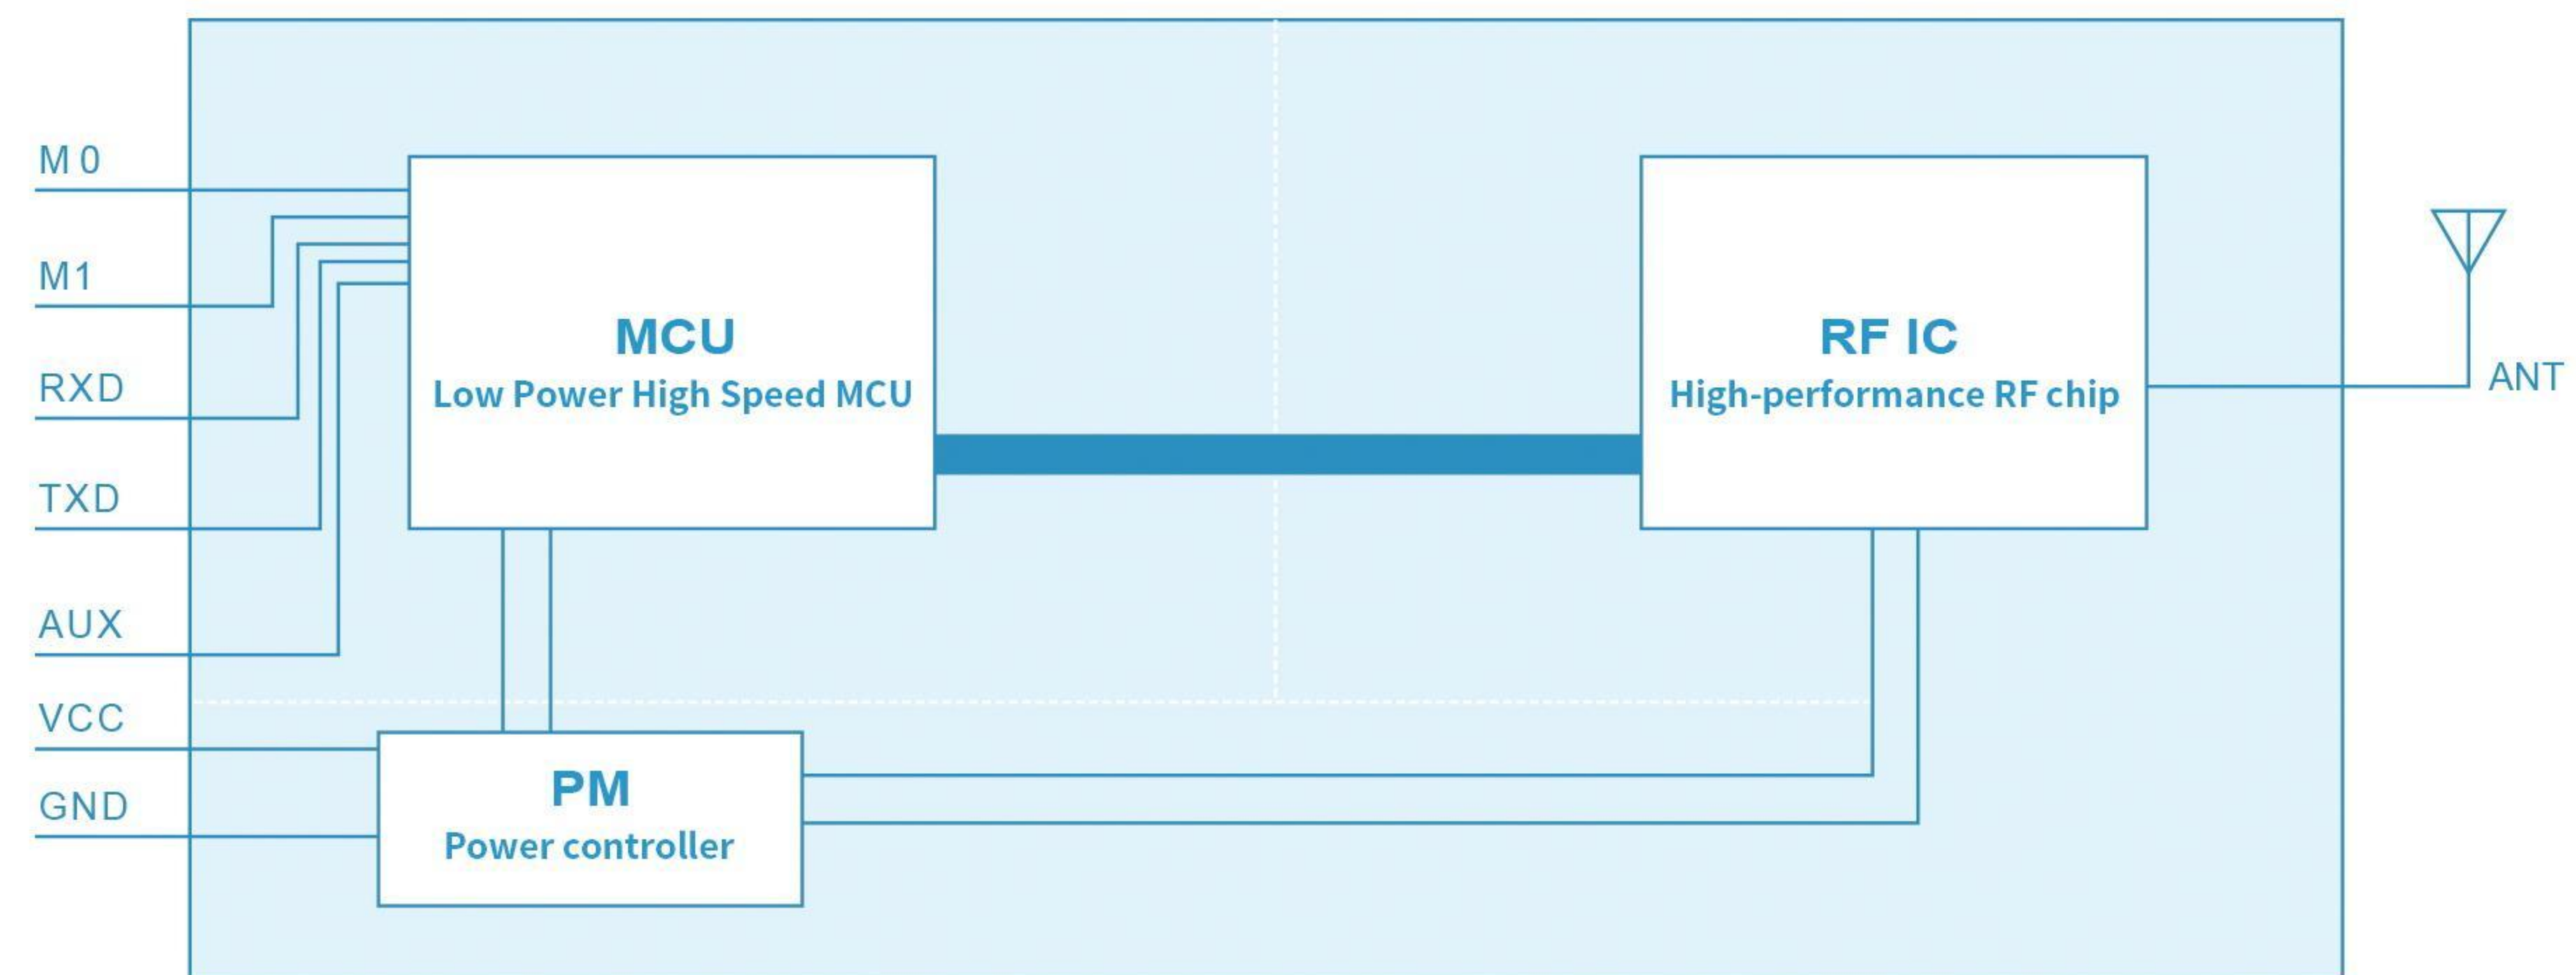 M 0
M1
RXD
TXD
AUX
VCC
GND
MCU
Low Power High Speed MCU
RF IC
High-performance RF chip
ANT
PM
Power controller